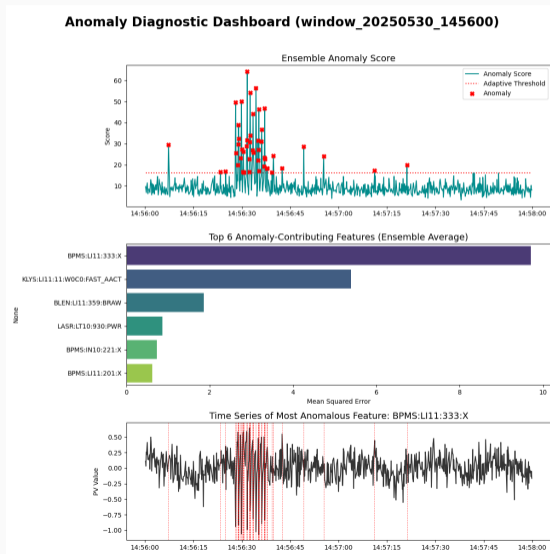 Anomaly Diagnostic Dashboard (window_20250530_145600)
Ensemble Anomaly Score
Anomaly Score
Adaptive Threshold
Anomaly
Score
60
50
40
30
20
10
14:56:00 14:56:15 14:56:30 14:56:45 14:57:00 14:57:15 14:57:30 14:57:45 14:58:00
Top 6 Anomaly-Contributing Features (Ensemble Average)
None
BPMS:LI11:333:X
KLYS:LI11:11:W0C0:FAST_AACT
BLEN:LI11:359:BRAW
LASR:LT10:930:PWR
BPMS:IN10:221:X
BPMS:LI11:201:X
0 2 4 6 8 10
Mean Squared Error
Time Series of Most Anomalous Feature: BPMS:LI11:333:X
PV Value
0.50
0.25
0.00
−0.25
−0.50
−0.75
−1.00
14:56:00 14:56:15 14:56:30 14:56:45 14:57:00 14:57:15 14:57:30 14:57:45 14:58:00